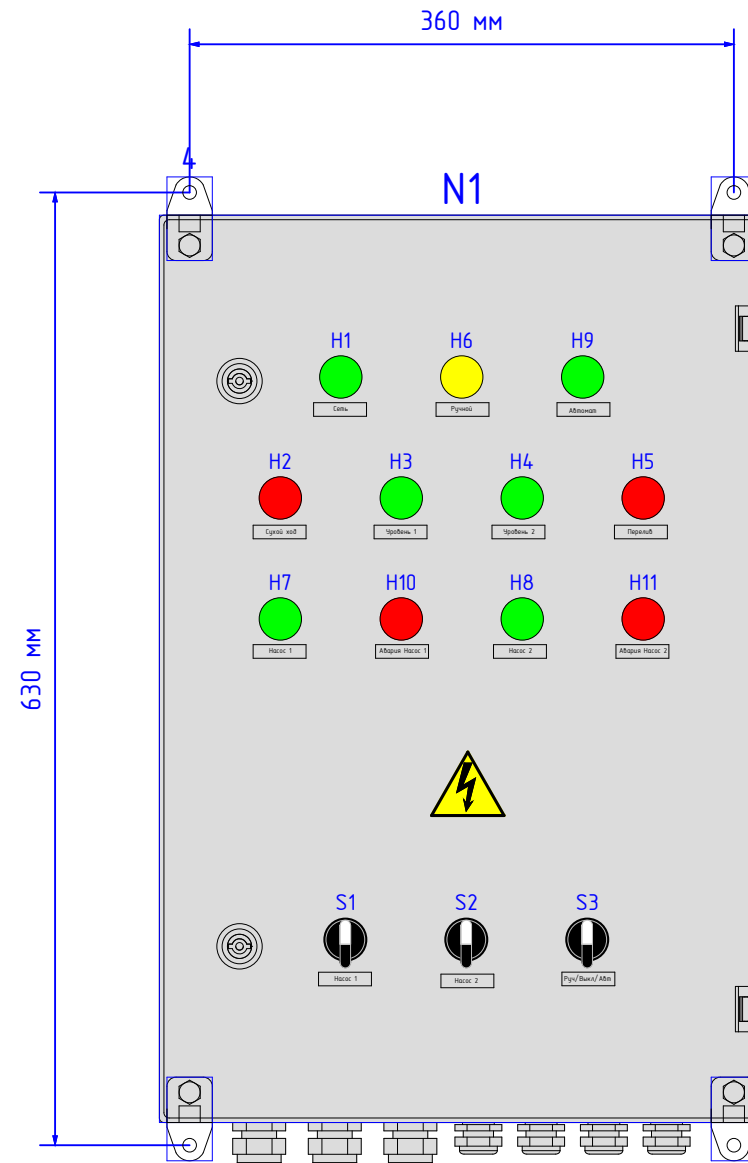 360 мм
4
N1
H1 H6 H9
Сеть Ручной Автомат
H2 H3 H4 H5
Сухой ход Уровень 1 Уровень 2 Перелив
H7 H10 H8 H11
Насос 1 Авария Насос 1 Насос 2 Авария Насос 2
630 мм
S1 S2 S3
Насос 1 Насос 2 Руч/Выкл/Авт